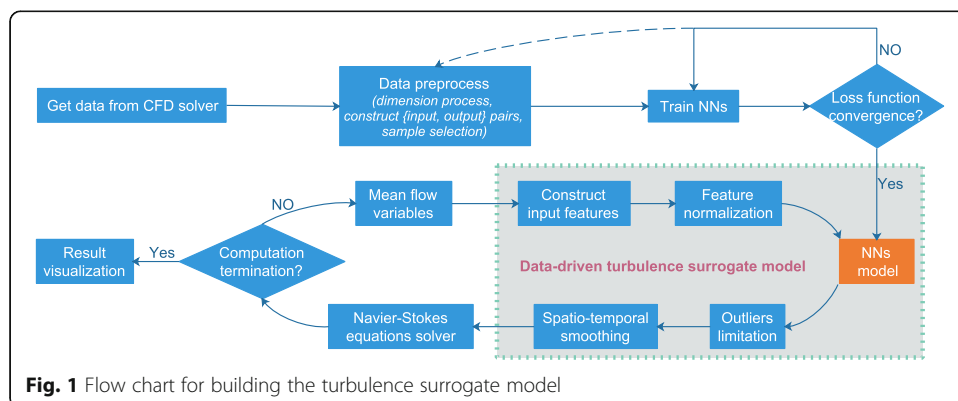 NO
Get data from CFD solver
Data preprocess
(dimension process,
construct {input, output} pairs,
sample selection)
Train NNs
Loss function
convergence?
Yes
NO
Mean flow
variables
Construct
input features
Feature
normalization
Result
visualization
Yes
Computation
termination?
Data-driven turbulence surrogate model
NNs
model
Navier-Stokes
equations solver
Spatio-temporal
smoothing
Outliers
limitation
Fig. 1 Flow chart for building the turbulence surrogate model